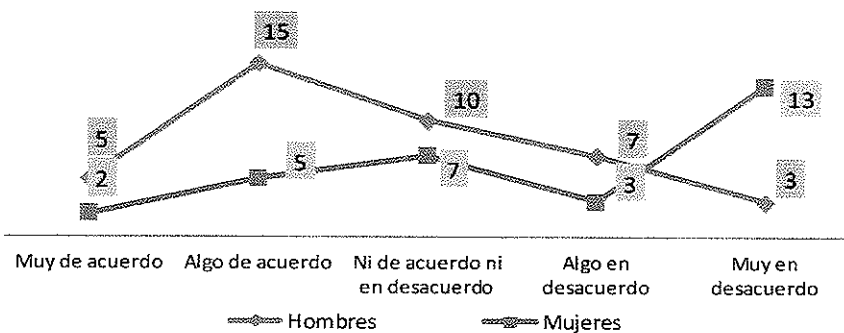 15
10
13
5
7
2
5
7
3
3
Muy de acuerdo
Algo de acuerdo
Ni de acuerdo ni
en desacuerdo
Algo en
desacuerdo
Muy en
desacuerdo
Hombres
Mujeres